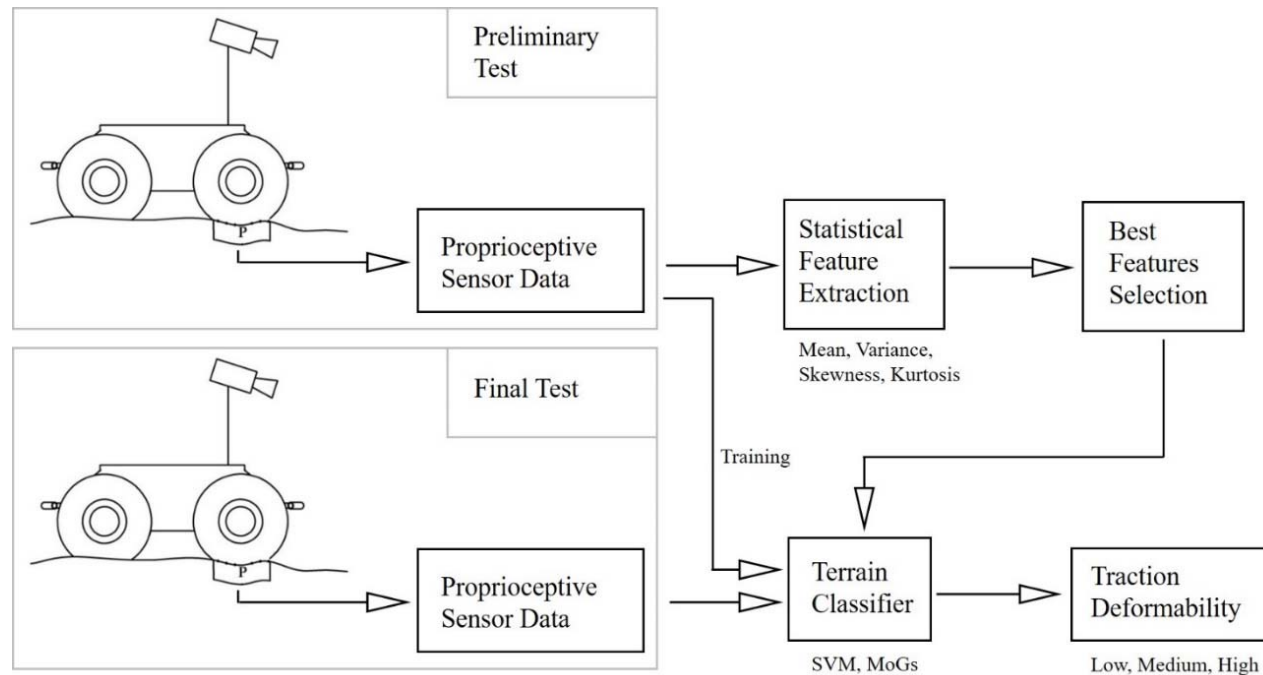 Preliminary
Test
P
Proprioceptive
Sensor Data
Statistical
Feature
Extraction
Mean, Variance,
Skewness, Kurtosis
Best
Features
Selection
Final Test
Training
P
Proprioceptive
Sensor Data
Terrain
Classifier
SVM, MoGs
Traction
Deformability
Low, Medium, High